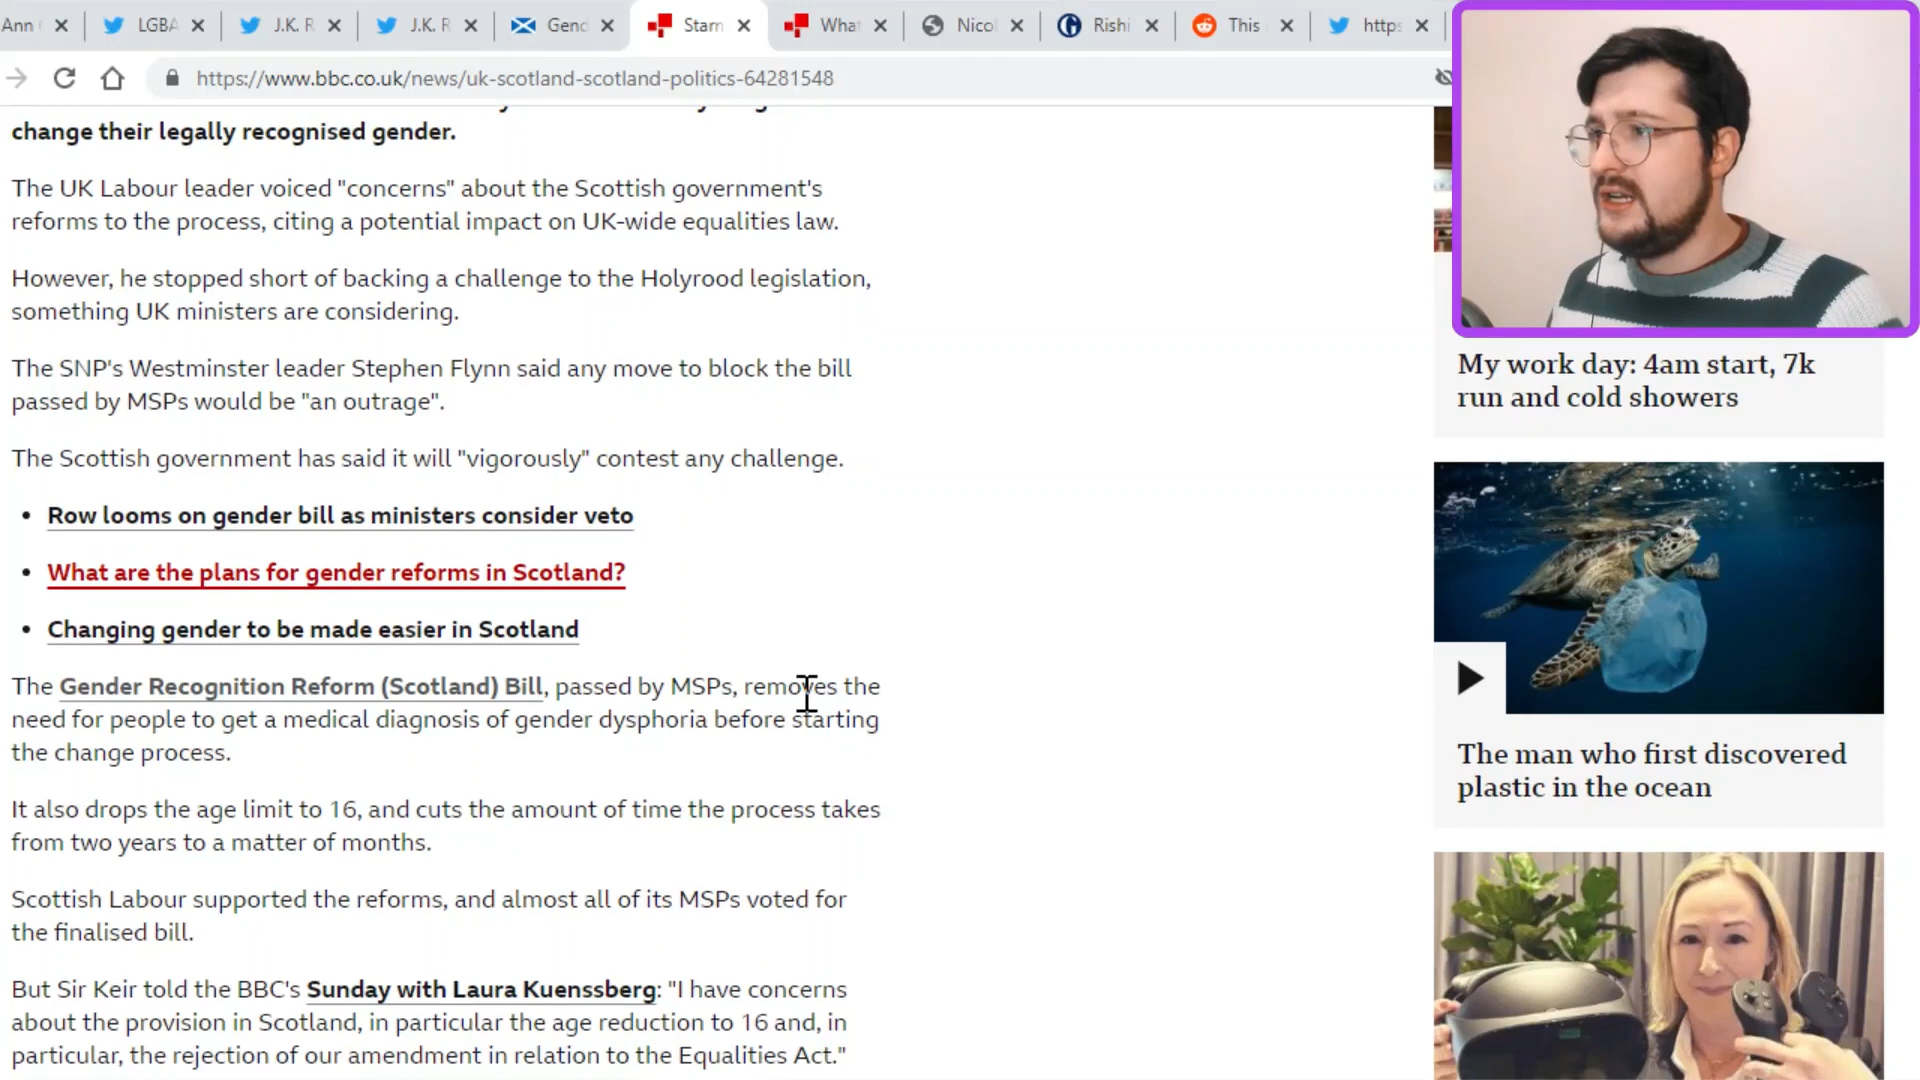 Ann
LGBA
J.K. R
J.K. R
Gend
Starm
What
Nicol
Rishi
This
https
https://www.bbc.co.uk/news/uk-scotland-scotland-politics-64281548
change their legally recognised gender.
The UK Labour leader voiced "concerns" about the Scottish government's
reforms to the process, citing a potential impact on UK-wide equalities law.
However, he stopped short of backing a challenge to the Holyrood legislation,
something UK ministers are considering.
The SNP's Westminster leader Stephen Flynn said any move to block the bill
passed by MSPs would be "an outrage".
The Scottish government has said it will "vigorously" contest any challenge.
• Row looms on gender bill as ministers consider veto
• What are the plans for gender reforms in Scotland?
• Changing gender to be made easier in Scotland
The Gender Recognition Reform (Scotland) Bill, passed by MSPs, removes the
need for people to get a medical diagnosis of gender dysphoria before starting
the change process.
It also drops the age limit to 16, and cuts the amount of time the process takes
from two years to a matter of months.
Scottish Labour supported the reforms, and almost all of its MSPs voted for
the finalised bill.
But Sir Keir told the BBC's Sunday with Laura Kuenssberg: "I have concerns
about the provision in Scotland, in particular the age reduction to 16 and, in
particular, the rejection of our amendment in relation to the Equalities Act."
My work day: 4am start, 7k
run and cold showers
The man who first discovered
plastic in the ocean